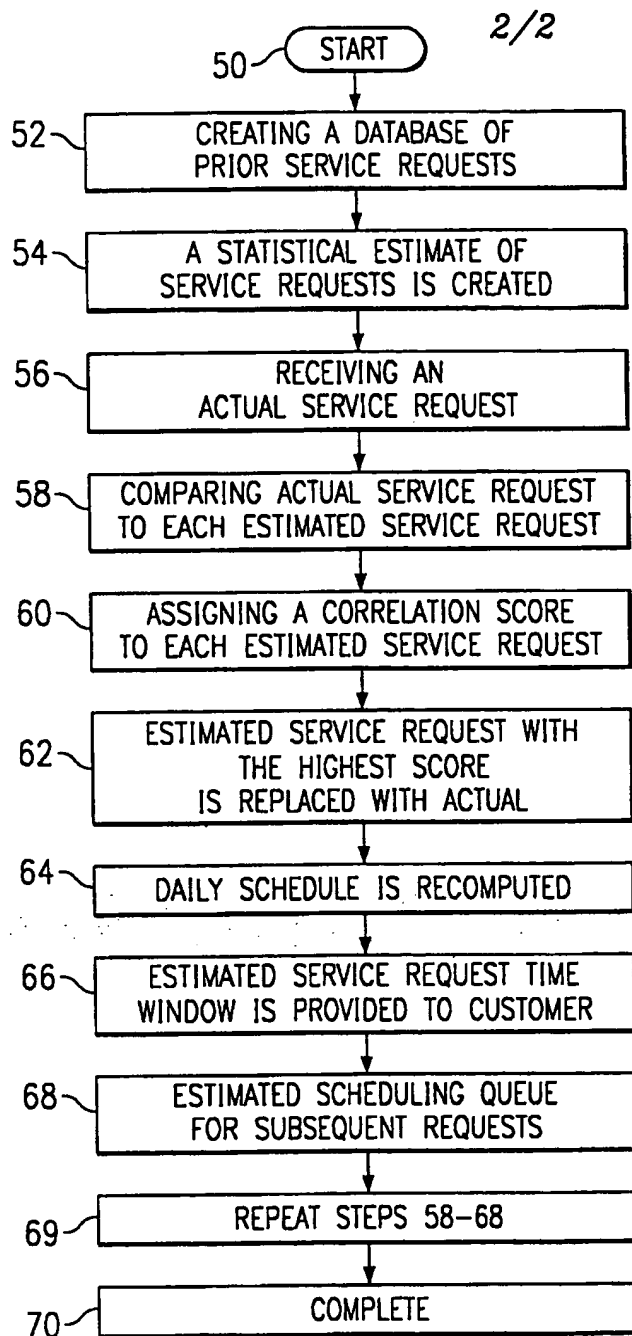 2/2
50 START
52 CREATING A DATABASE OF
PRIOR SERVICE REQUESTS
54 A STATISTICAL ESTIMATE OF
SERVICE REQUESTS IS CREATED
56 RECEIVING AN
ACTUAL SERVICE REQUEST
58 COMPARING ACTUAL SERVICE REQUEST
TO EACH ESTIMATED SERVICE REQUEST
60 ASSIGNING A CORRELATION SCORE
TO EACH ESTIMATED SERVICE REQUEST
62 ESTIMATED SERVICE REQUEST WITH
THE HIGHEST SCORE
IS REPLACED WITH ACTUAL
64 DAILY SCHEDULE IS RECOMPUTED
66 ESTIMATED SERVICE REQUEST TIME
WINDOW IS PROVIDED TO CUSTOMER
68 ESTIMATED SCHEDULING QUEUE
FOR SUBSEQUENT REQUESTS
69 REPEAT STEPS 58-68
70 COMPLETE